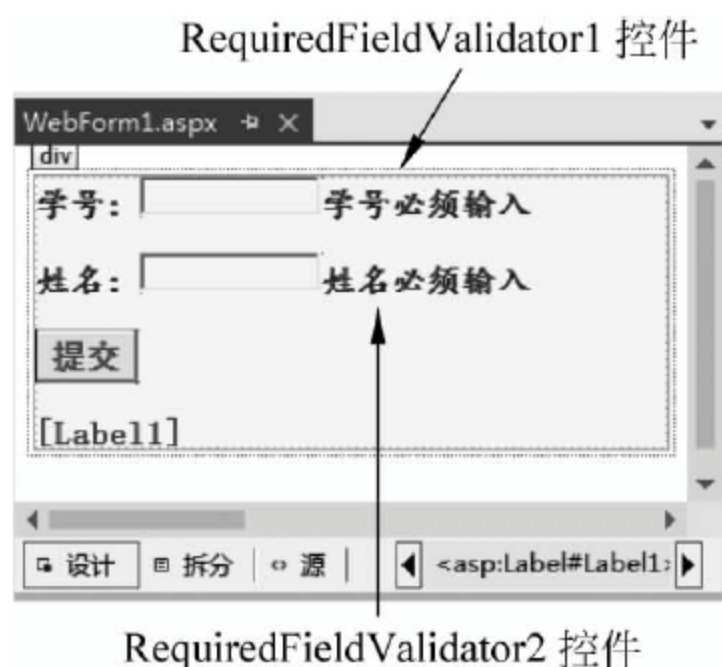 RequiredFieldValidator1 控件
WebForm1.aspx
div
学号: 学号必须输入
姓名: 姓名必须输入
提交
[Label1]
设计 拆分 源 <asp:Label#Label1>
RequiredFieldValidator2 控件